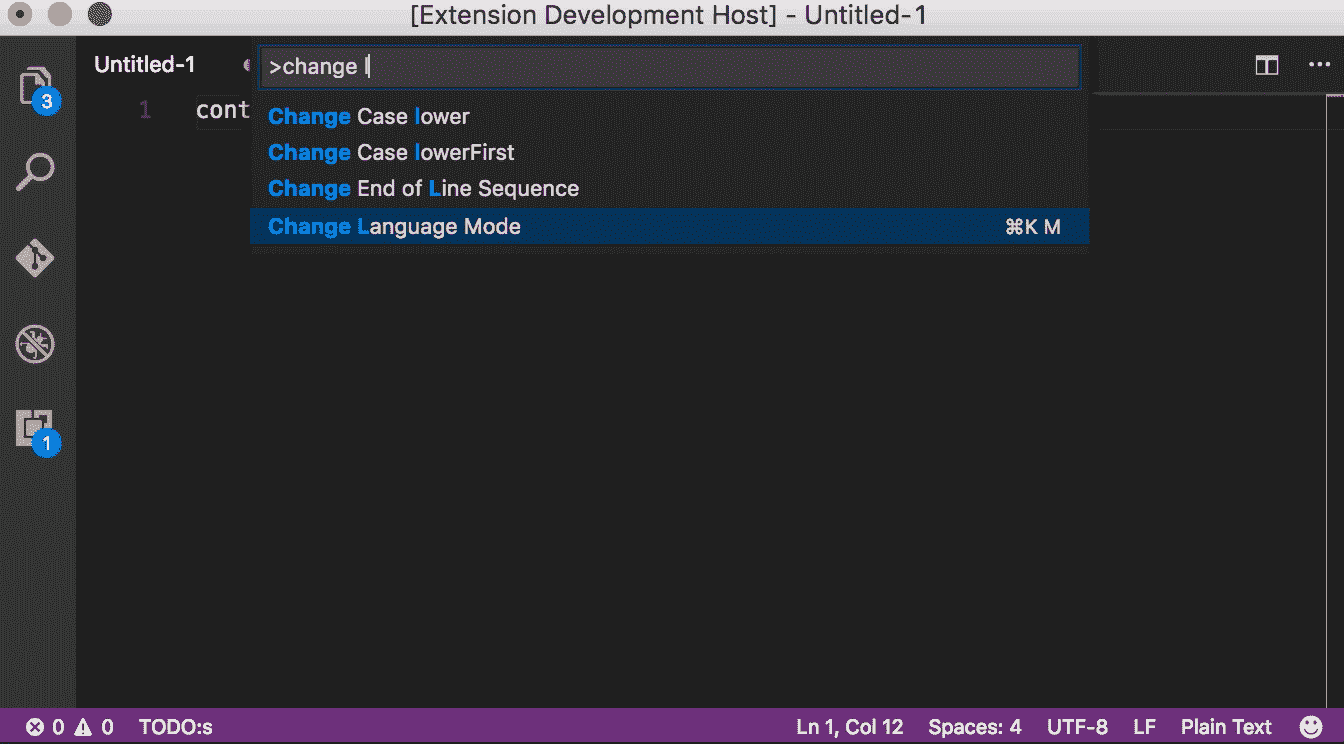 [Extension Development Host] - Untitled-1
Untitled-1
>change l
1 cont
Change Case lower
Change Case lowerFirst
Change End of Line Sequence
Change Language Mode ⌘K M
3
1
0 0 TODO:s Ln 1, Col 12 Spaces: 4 UTF-8 LF Plain Text